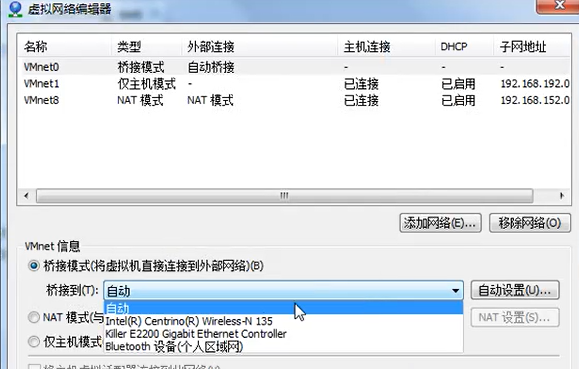 虚拟网络编辑器
名称 类型 外部连接 主机连接 DHCP 子网地址
VMnet0 桥接模式 自动桥接 - - -
VMnet1 仅主机模式 - 已连接 已启用 192.168.192.0
VMnet8 NAT 模式 NAT 模式 已连接 已启用 192.168.152.0
添加网络(E)... 移除网络(O)
VMnet 信息
桥接模式(将虚拟机直接连接到外部网络)(B)
桥接到(T): 自动 自动设置(U)...
自动
NAT 模式(与 Intel(R) Centrino(R) Wireless-N 135 NAT 设置(S)...
Killer E2200 Gigabit Ethernet Controller
仅主机模式 Bluetooth 设备(个人区域网)